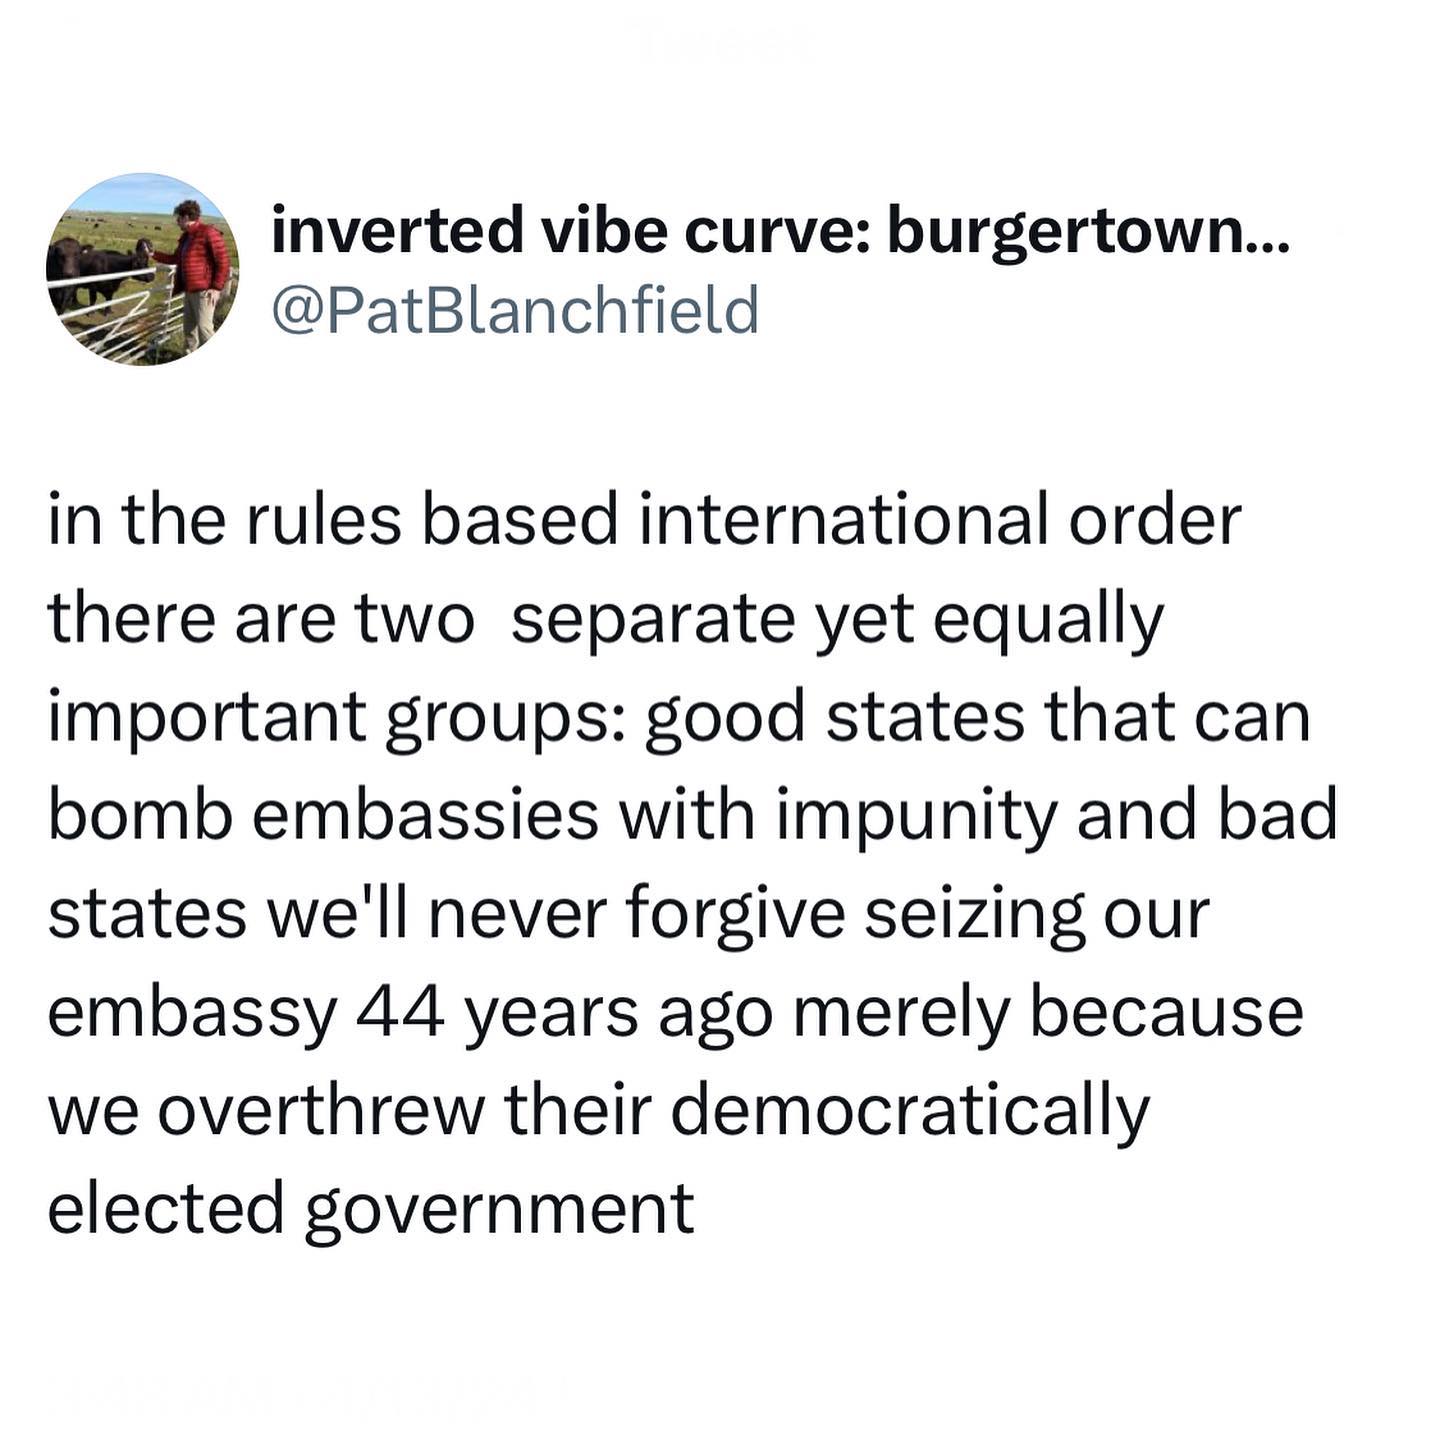 inverted vibe curve: burgertown...
@PatBlanchfield
in the rules based international order
there are two  separate yet equally
important groups: good states that can
bomb embassies with impunity and bad
states we'll never forgive seizing our
embassy 44 years ago merely because
we overthrew their democratically
elected government